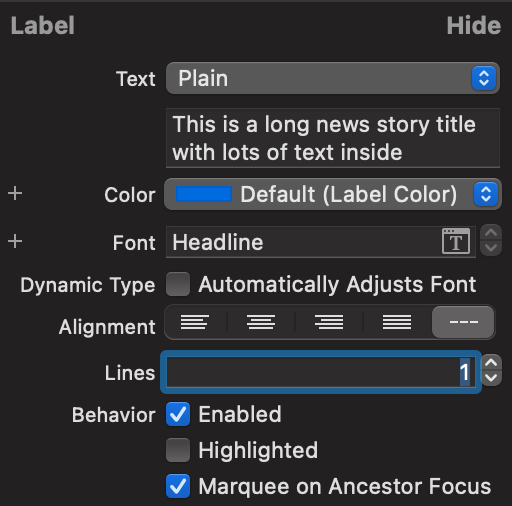 Label Hide
Text Plain
This is a long news story title
with lots of text inside
+ Color Default (Label Color)
+ Font Headline T
Dynamic Type Automatically Adjusts Font
Alignment ---
Lines 1
Behavior Enabled
Highlighted
Marquee on Ancestor Focus